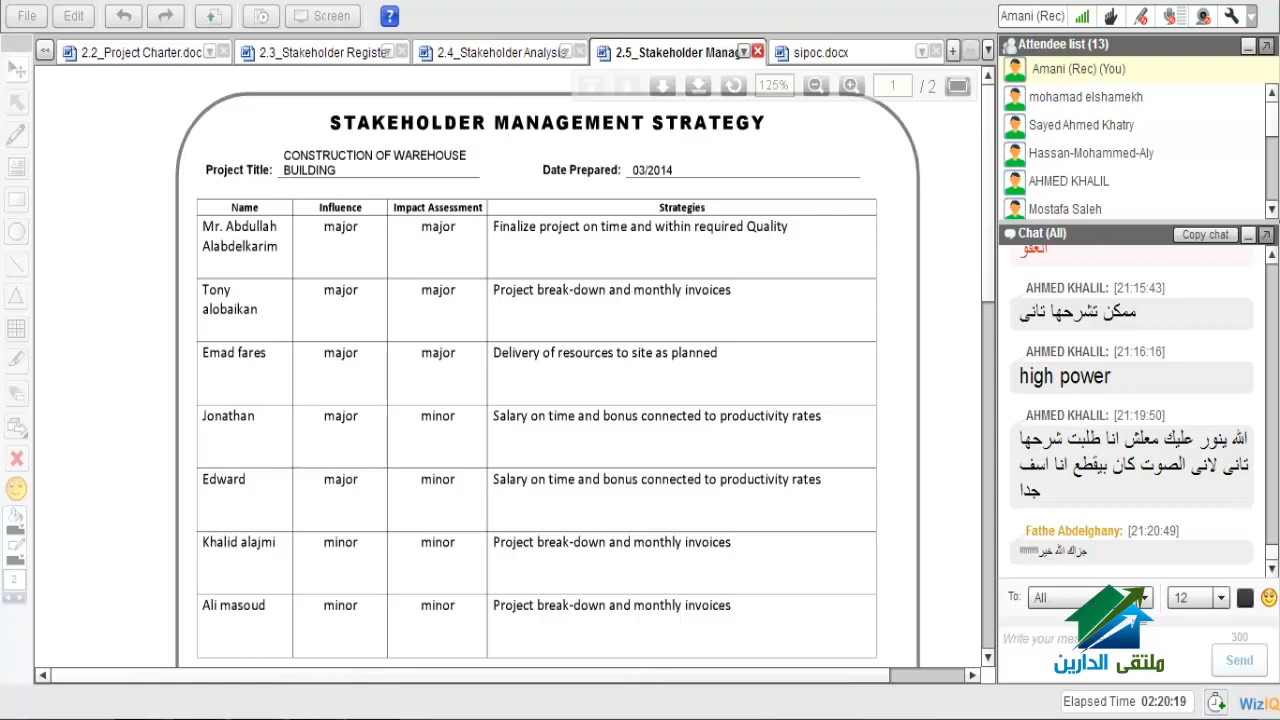 File
Edit
Screen
?
Amani (Rec)
<<
2.2_Project Charter.doc
2.3_Stakeholder Registe
2.4_Stakeholder Analysis
2.5_Stakeholder Manag
sipoc.docx
125%
1
/ 2
STAKEHOLDER MANAGEMENT STRATEGY
Project Title:
CONSTRUCTION OF WAREHOUSE
BUILDING
Date Prepared:
03/2014
Name
Influence
Impact Assessment
Strategies
Mr. Abdullah
Alabdelkarim
major
major
Finalize project on time and within required Quality
Tony
alobaikan
major
major
Project break-down and monthly invoices
Emad fares
major
major
Delivery of resources to site as planned
Jonathan
major
minor
Salary on time and bonus connected to productivity rates
Edward
major
minor
Salary on time and bonus connected to productivity rates
Khalid alajmi
minor
minor
Project break-down and monthly invoices
Ali masoud
minor
minor
Project break-down and monthly invoices
2
Attendee list (13)
Amani (Rec) (You)
mohamad elshamekh
Sayed Ahmed Khatry
Hassan-Mohammed-Aly
AHMED KHALIL
Mostafa Saleh
Chat (All)
Copy chat
AHMED KHALIL: [21:15:43]
ممكن تشرحها تانى
AHMED KHALIL: [21:16:16]
high power
AHMED KHALIL: [21:19:50]
الله ينور عليك معلش انا طلبت شرحها
تانى لانى الصوت كان بيقطع انا اسف
جدا
Fathe Abdelghany: [21:20:49]
To:
All
12
Write your
300
Send
ملتقى الدارين
Elapsed Time 02:20:19
WizIQ